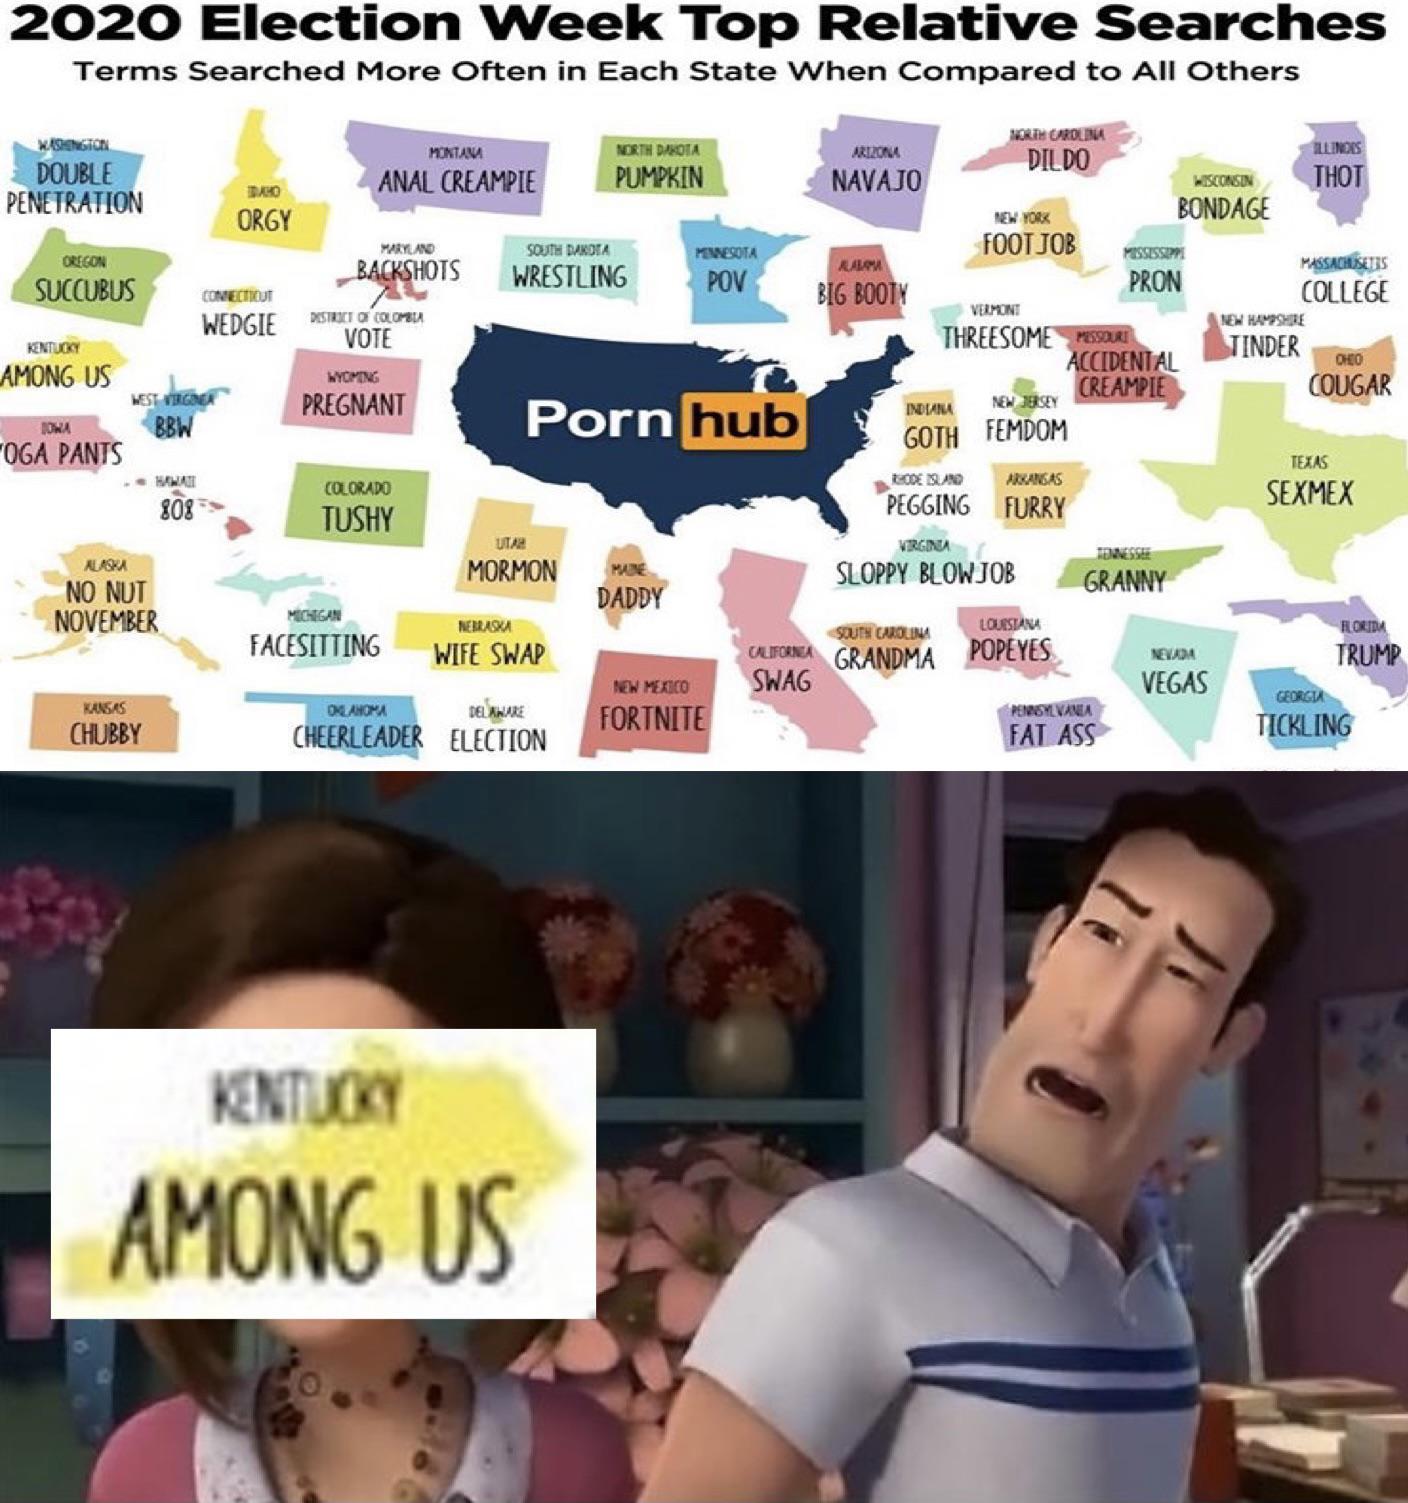 2020 Election Week Top Relative Searches
Terms Searched More Often in Each State When Compared to All Others
WASHINGTON
DOUBLE
PENETRATION
IDAHO
ORGY
MONTANA
ANAL CREAMPIE
NORTH DAKOTA
PUMPKIN
ARIZONA
NAVAJO
NORTH CAROLINA
DILDO
WISCONSIN
BONDAGE
ILLINOIS
THOT
OREGON
SUCCUBUS
CONNECTICUT
WEDGIE
MARYLAND
BACKSHOTS
DISTRICT OF COLOMBIA
VOTE
SOUTH DAKOTA
WRESTLING
MINNESOTA
POV
ALABAMA
BIG BOOTY
NEW YORK
FOOTJOB
MISSISSIPPI
PRON
MASSACHUSETTS
COLLEGE
VERMONT
THREESOME
MISSOURI
ACCIDENTAL
CREAMPIE
NEW HAMPSHIRE
TINDER
OHIO
COUGAR
KENTUCKY
AMONG US
WEST VIRGINIA
BBW
WYOMING
PREGNANT
Pornhub
INDIANA
GOTH
NEW JERSEY
FEMDOM
IOWA
YOGA PANTS
HAWAII
808
COLORADO
TUSHY
RHODE ISLAND
PEGGING
ARKANSAS
FURRY
TEXAS
SEXMEX
ALASKA
NO NUT
NOVEMBER
MICHIGAN
FACESITTING
UTAH
MORMON
MAINE
DADDY
VIRGINIA
SLOPPY BLOWJOB
TENNESSEE
GRANNY
NEBRASKA
WIFE SWAP
CALIFORNIA
SWAG
SOUTH CAROLINA
GRANDMA
LOUISIANA
POPEYES
NEVADA
VEGAS
FLORIDA
TRUMP
KANSAS
CHUBBY
OKLAHOMA
CHEERLEADER
DELAWARE
ELECTION
NEW MEXICO
FORTNITE
PENNSYLVANIA
FAT ASS
GEORGIA
TICKLING
KENTUCKY
AMONG US